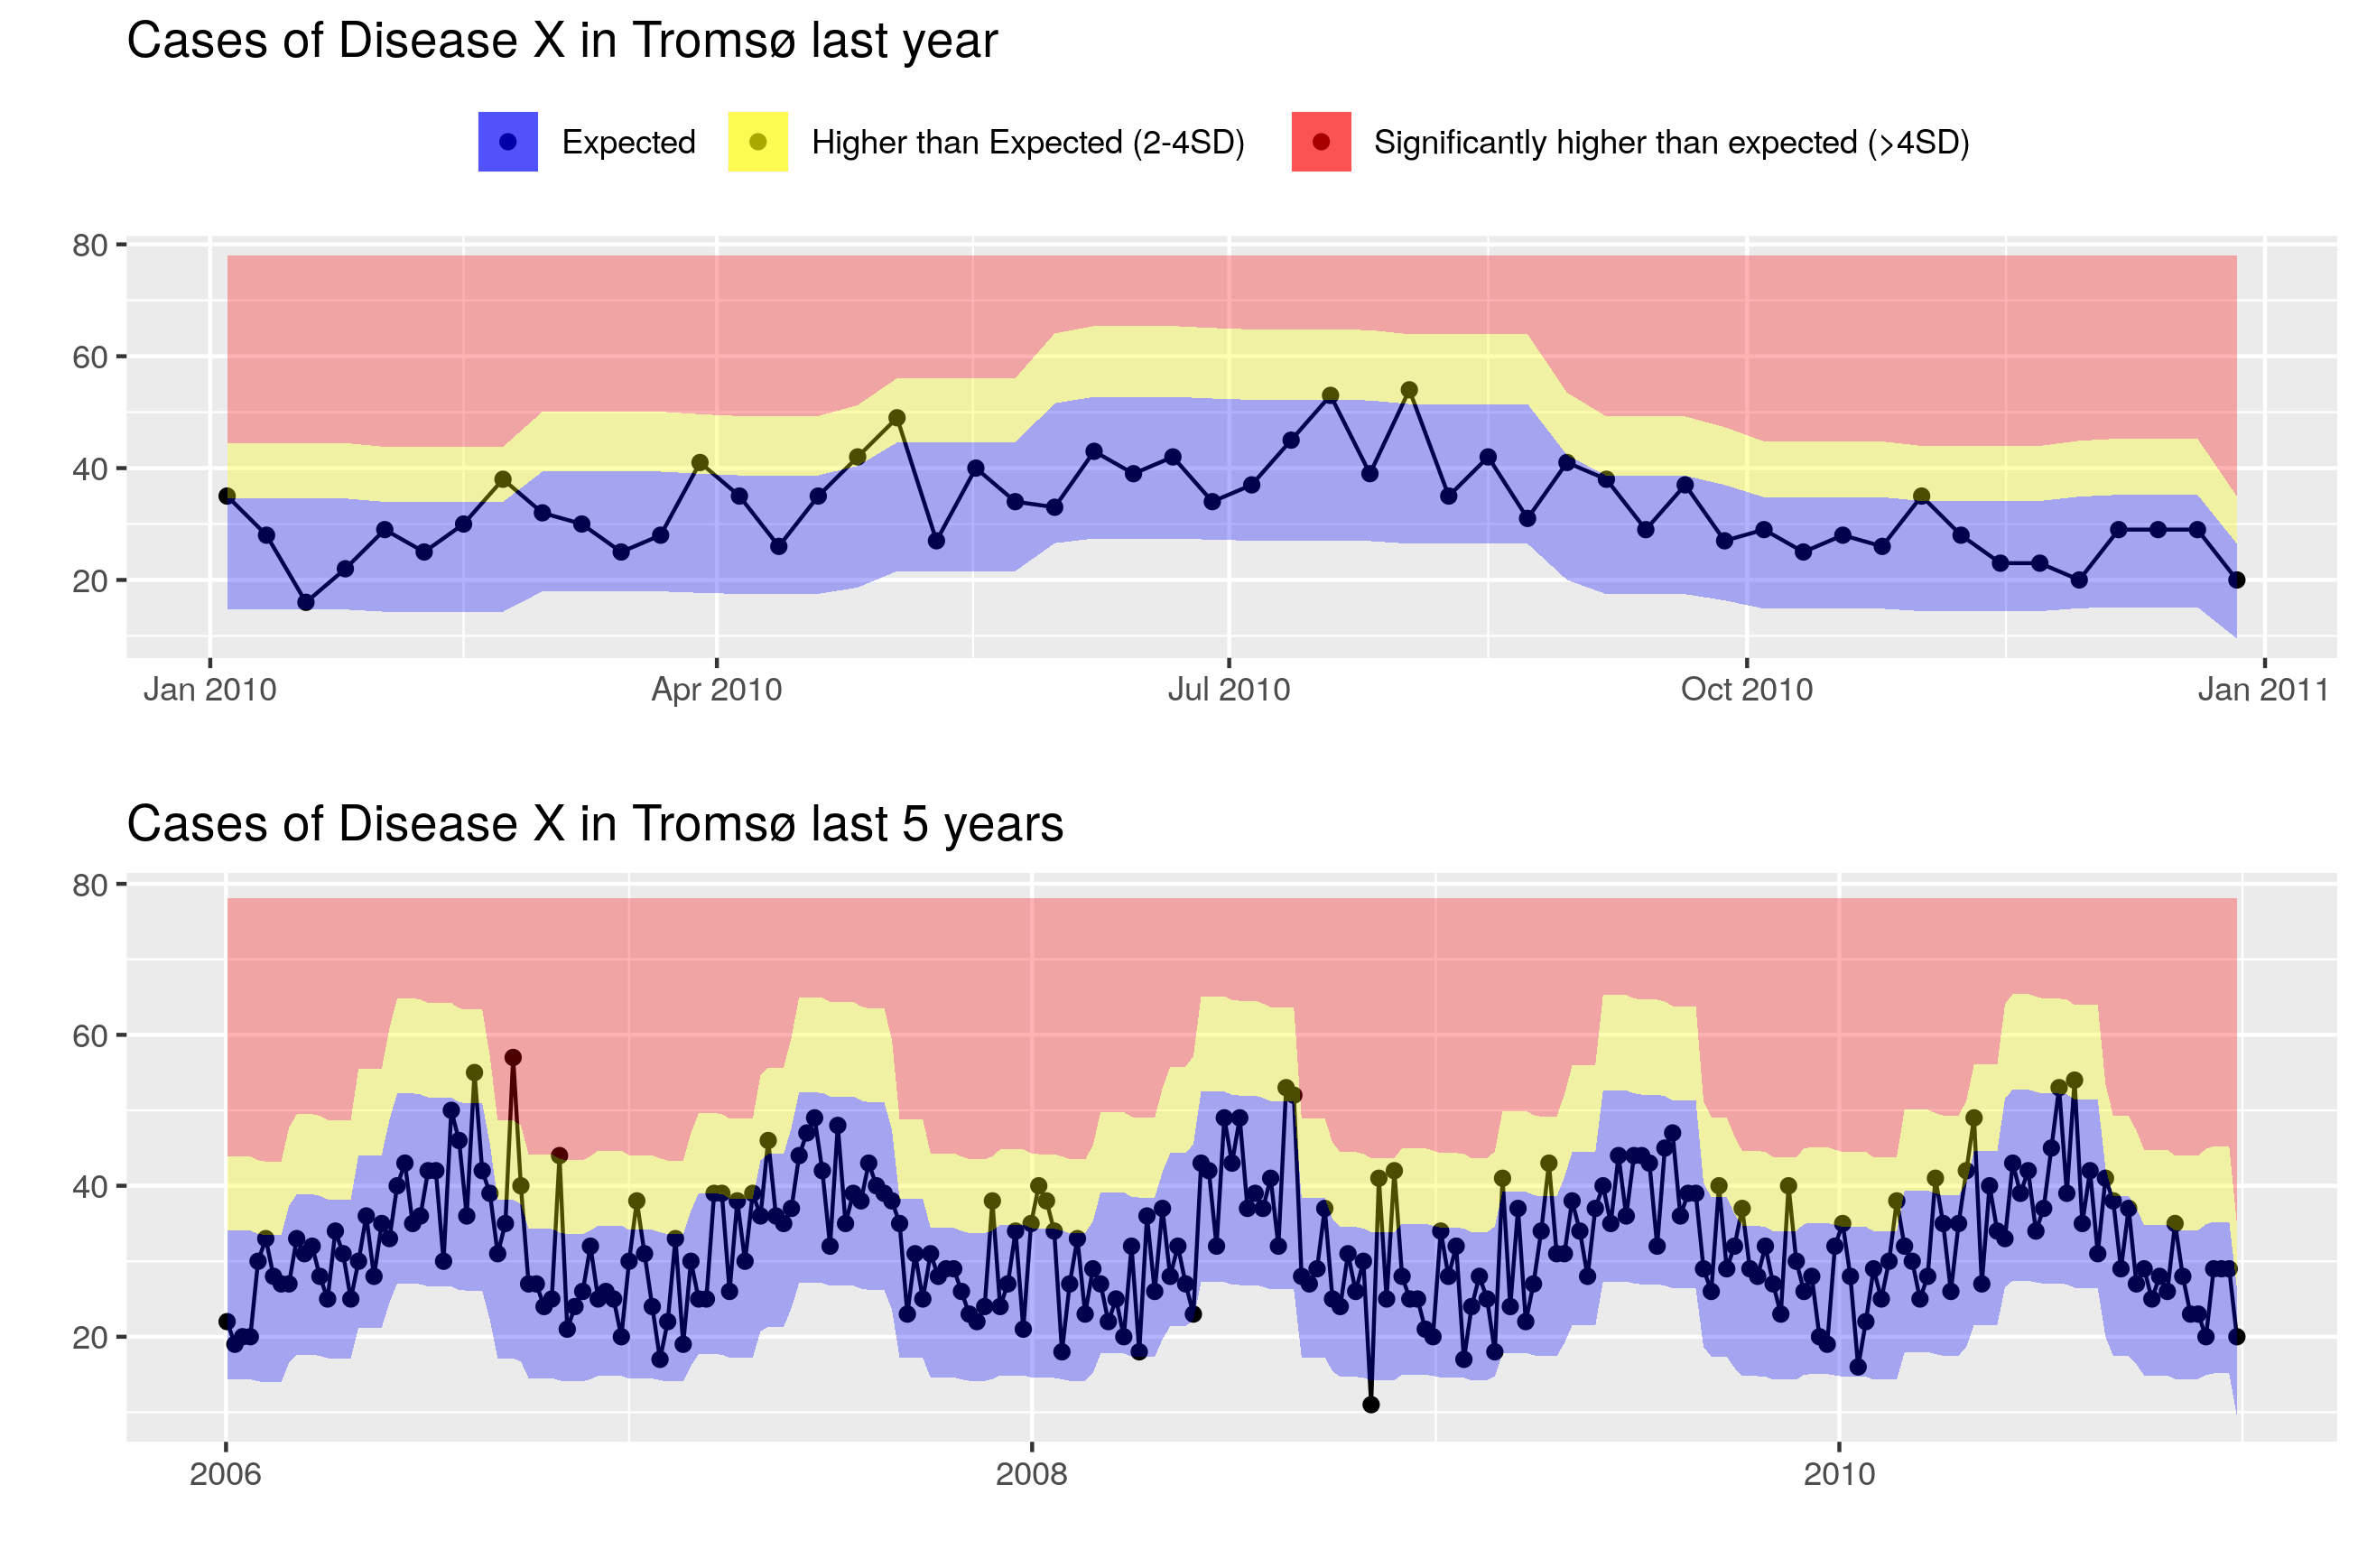 Cases of Disease X in Tromsø last year
Expected Higher than Expected (2-4SD) Significantly higher than expected (>4SD)
80
60
40
20
Jan 2010 Apr 2010 Jul 2010 Oct 2010 Jan 2011
Cases of Disease X in Tromsø last 5 years
80
60
40
20
2006 2008 2010